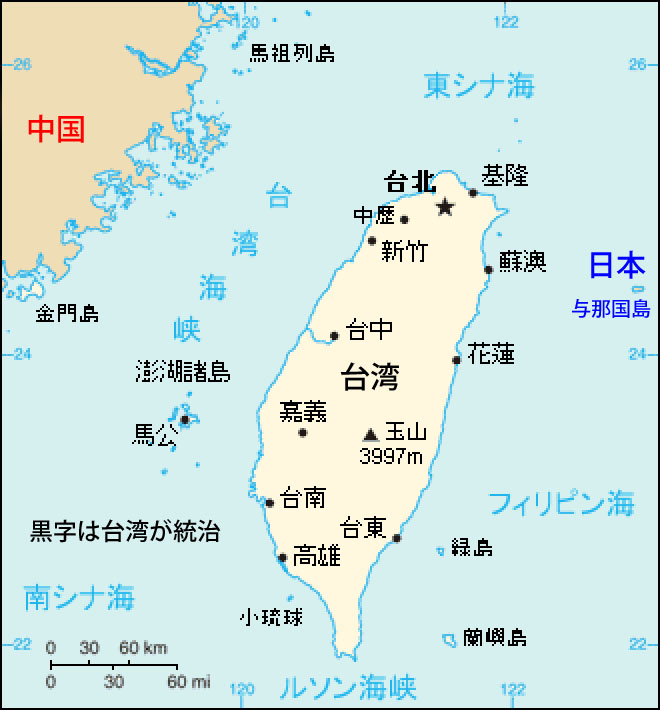 120
122
馬祖列島
26
26
東シナ海
中国
台北
基隆
台
湾
海
峡
中歴
新竹
蘇澳
日本
与那国島
金門島
台中
24
24
花蓮
澎湖諸島
台湾
嘉義
馬公
玉山
3997m
台南
フィリピン海
黒字は台湾が統治
台東
緑島
高雄
南シナ海
小琉球
蘭嶼島
22
22
0 30 60 km
0 30 60 mi
120
ルソン海峡
122